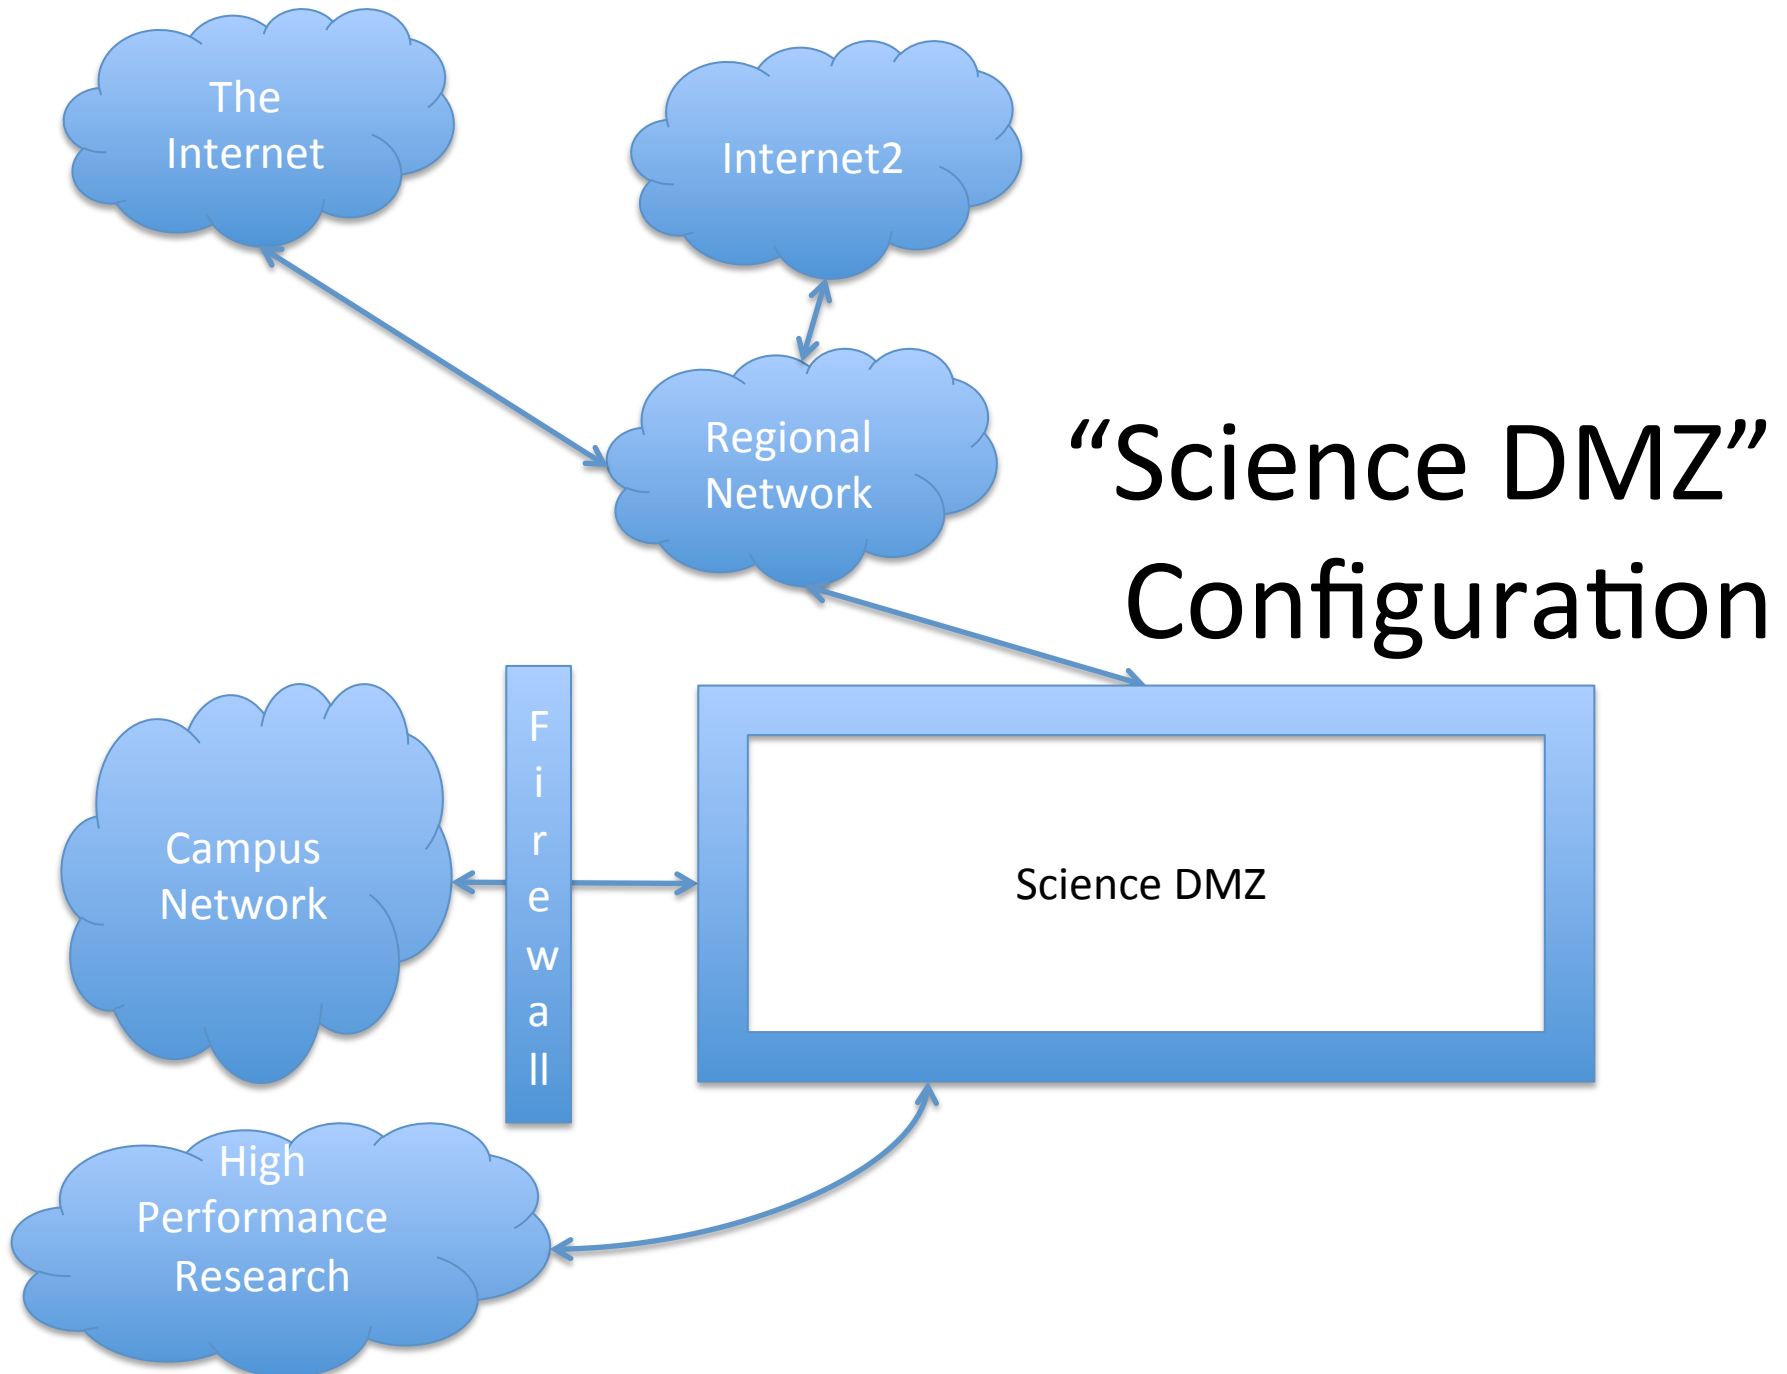 The
Internet
Internet2
Regional
Network
“Science DMZ”
Configuration
Campus
Network
F
i
r
e
w
a
ll
Science DMZ
High
Performance
Research